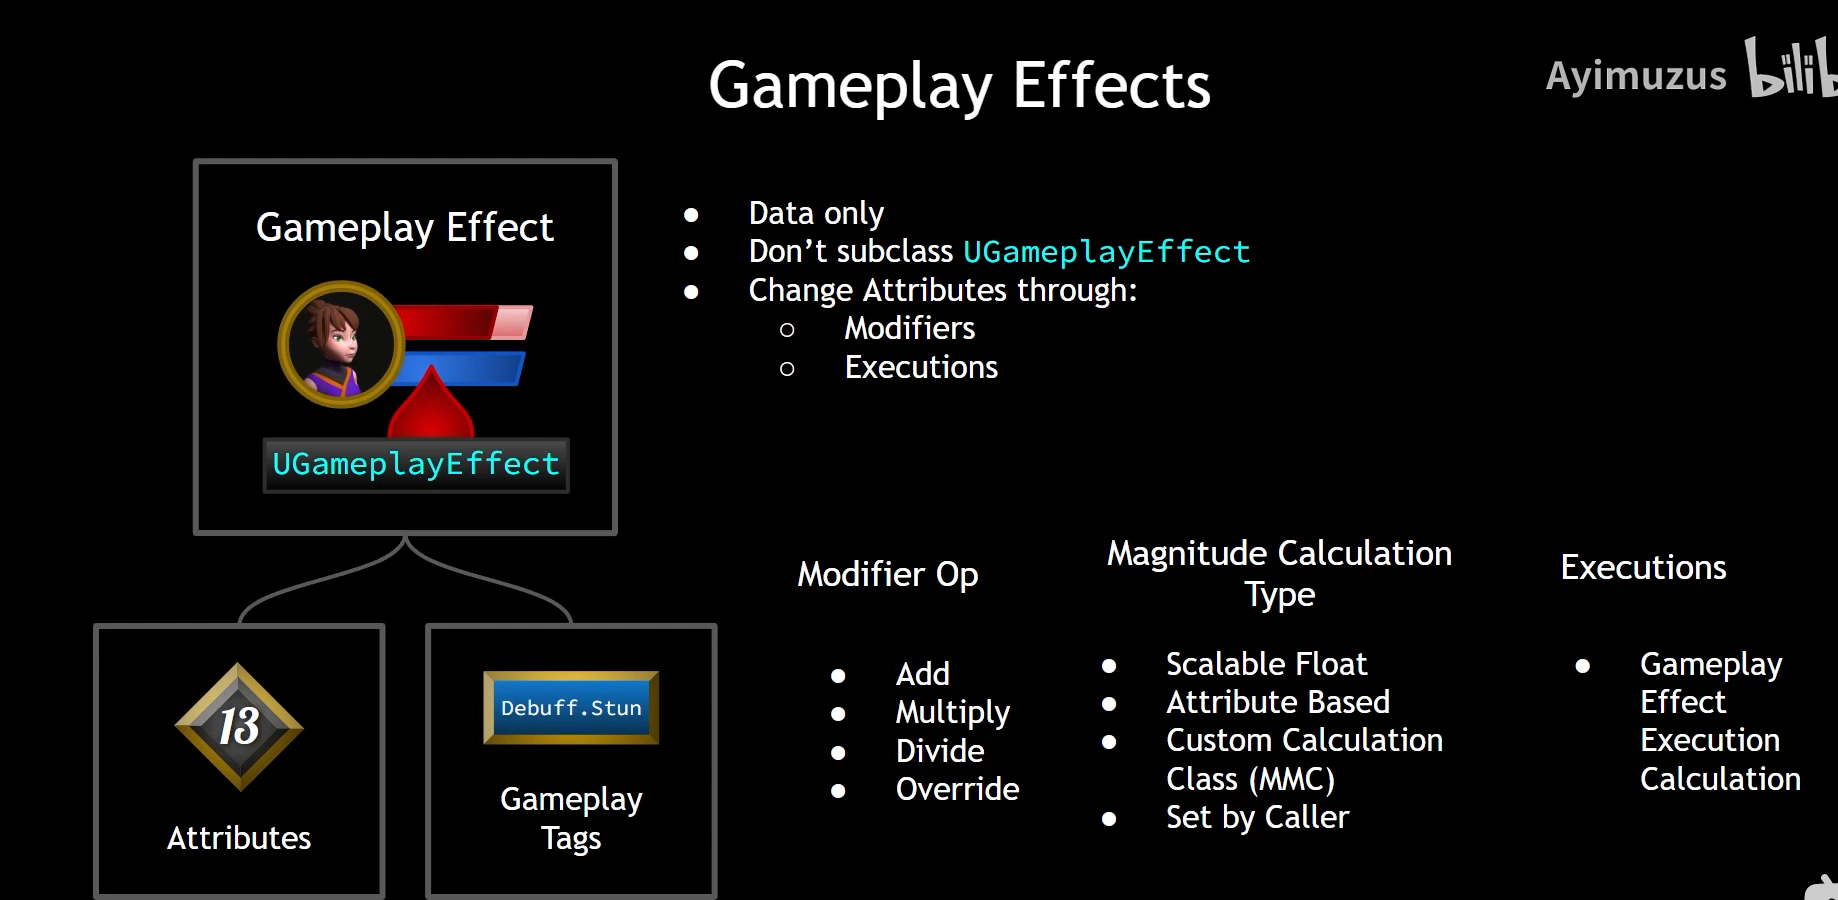 Gameplay Effects
Ayimuzus
Gameplay Effect
UGameplayEffect
13
Attributes
Debuff.Stun
Gameplay
Tags
● Data only
● Don’t subclass UGameplayEffect
● Change Attributes through:
○ Modifiers
○ Executions
Modifier Op
● Add
● Multiply
● Divide
● Override
Magnitude Calculation
Type
● Scalable Float
● Attribute Based
● Custom Calculation
Class (MMC)
● Set by Caller
Executions
● Gameplay
Effect
Execution
Calculation